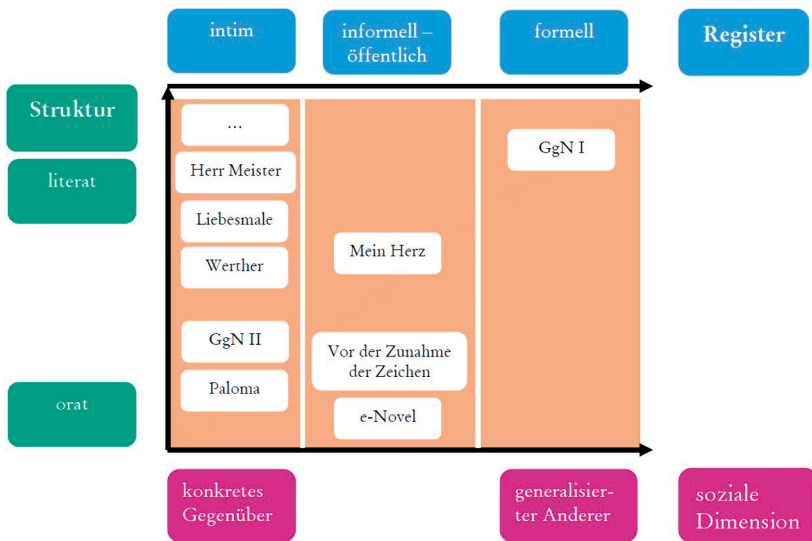 intim
informell –
öffentlich
formell
Register
Struktur
literat
orat
...
Herr Meister
Liebesmale
Werther
GgN II
Paloma
Mein Herz
Vor der Zunahme
der Zeichen
e-Novel
GgN I
konkretes
Gegenüber
generalisier-
ter Anderer
soziale
Dimension